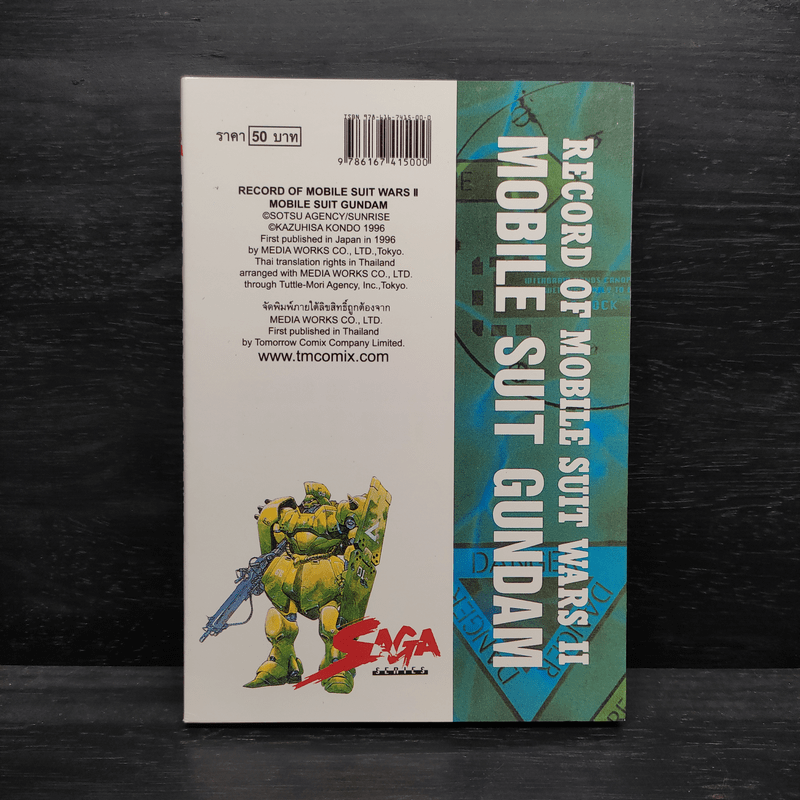 ISBN 978-616-7415-00-0
ราคา 50 บาท
9 786167 415000
RECORD OF MOBILE SUIT WARS II
MOBILE SUIT GUNDAM
©SOTSU AGENCY/SUNRISE
©KAZUHISA KONDO 1996
First published in Japan in 1996
by MEDIA WORKS CO., LTD.,Tokyo.
Thai translation rights in Thailand
arranged with MEDIA WORKS CO., LTD.
through Tuttle-Mori Agency, Inc.,Tokyo.
จัดพิมพ์ภายใต้ลิขสิทธิ์ถูกต้องจาก
MEDIA WORKS CO., LTD.
First published in Thailand
by Tomorrow Comix Company Limited.
www.tmcomix.com
SAGA
SERIES
RECORD OF MOBILE SUIT WARS II
MOBILE SUIT GUNDAM
DANGER
DANGER
DANGER